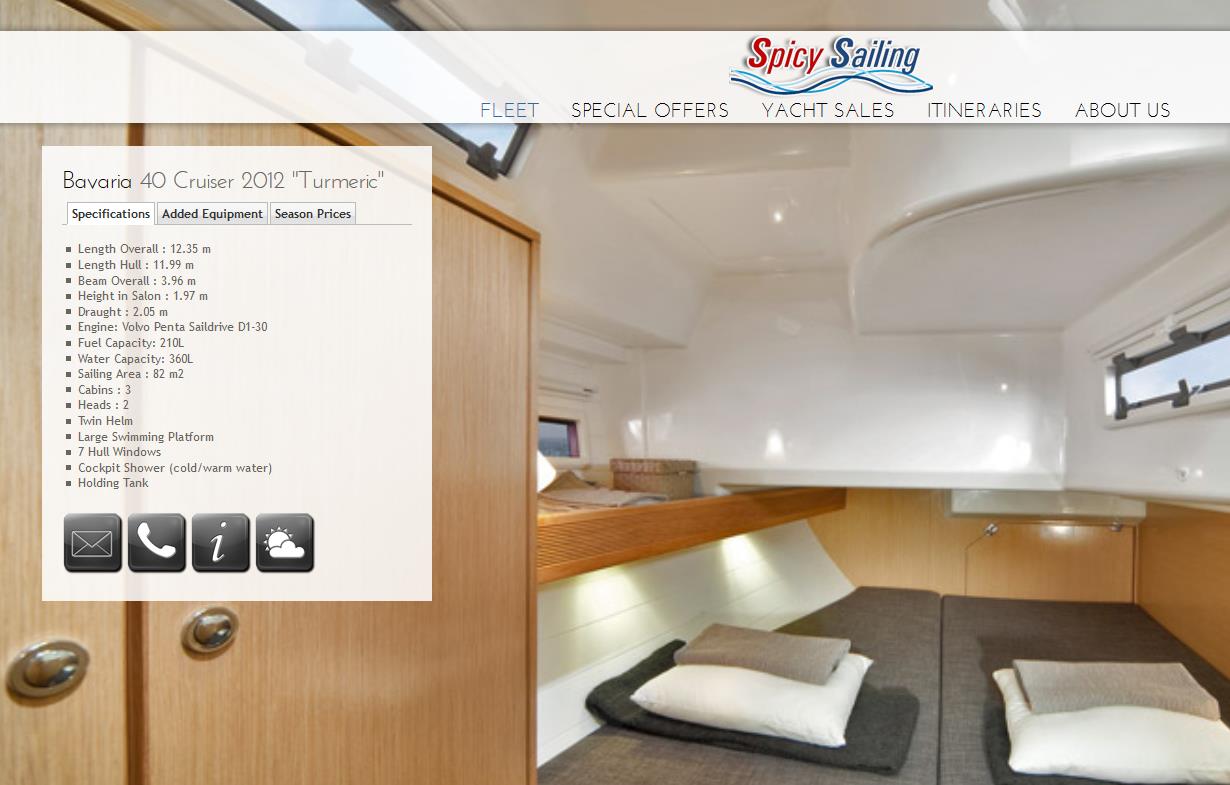 Spicy Sailing
FLEET SPECIAL OFFERS YACHT SALES ITINERARIES ABOUT US
Bavaria 40 Cruiser 2012 "Turmeric"
Specifications Added Equipment Season Prices
Length Overall : 12.35 m
Length Hull : 11.99 m
Beam Overall : 3.96 m
Height in Salon : 1.97 m
Draught : 2.05 m
Engine: Volvo Penta Saildrive D1-30
Fuel Capacity: 210L
Water Capacity: 360L
Sailing Area : 82 m2
Cabins : 3
Heads : 2
Twin Helm
Large Swimming Platform
7 Hull Windows
Cockpit Shower (cold/warm water)
Holding Tank
i